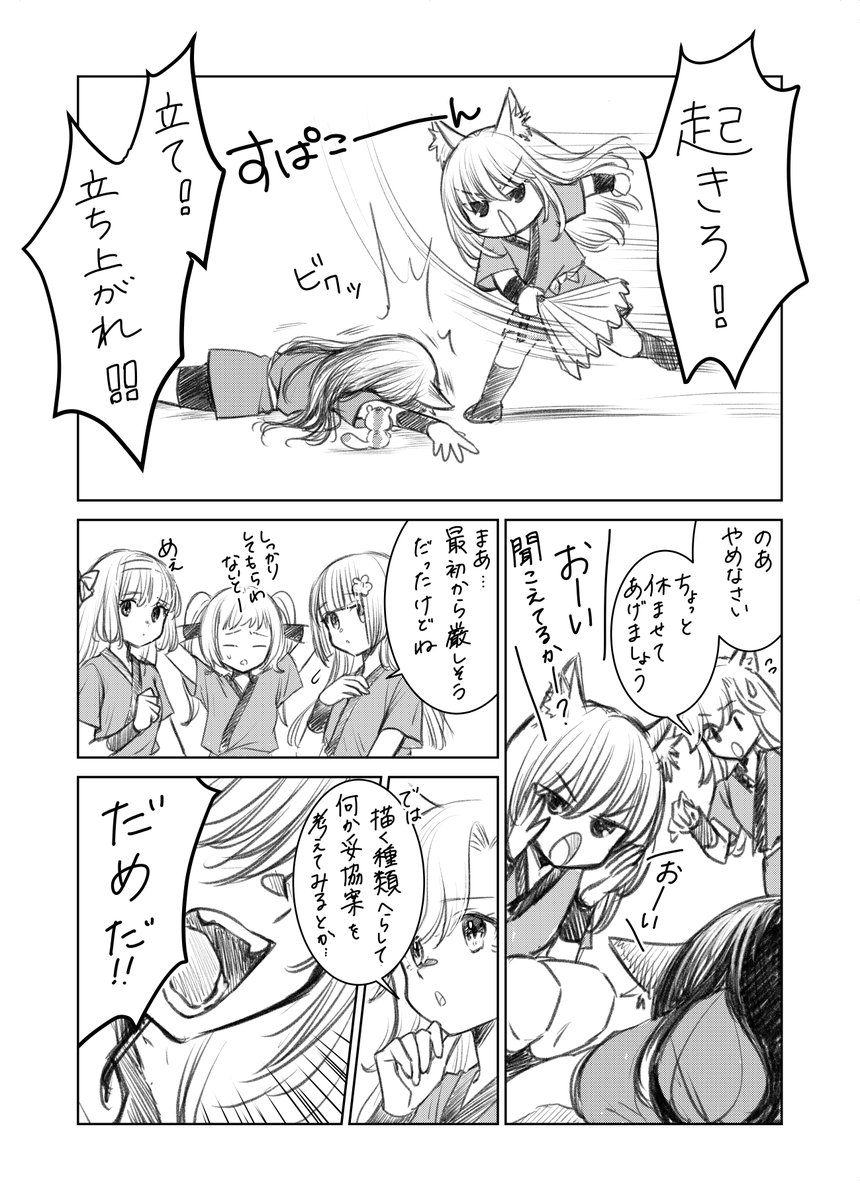 起きろ!
すぱこーーん
ビクッ
立て!
立ち上がれ!!
のあ
やめなさい
ちょっと
休ませて
あげましょう
おーい
聞こえてるかー?
おーい
まあ…
最初から厳しそう
だったけどね
しっかり
してもらわ
ないとー
めえ
では
描く種類へらして
何か妥協案を
考えてみるとか…
だめだ!!